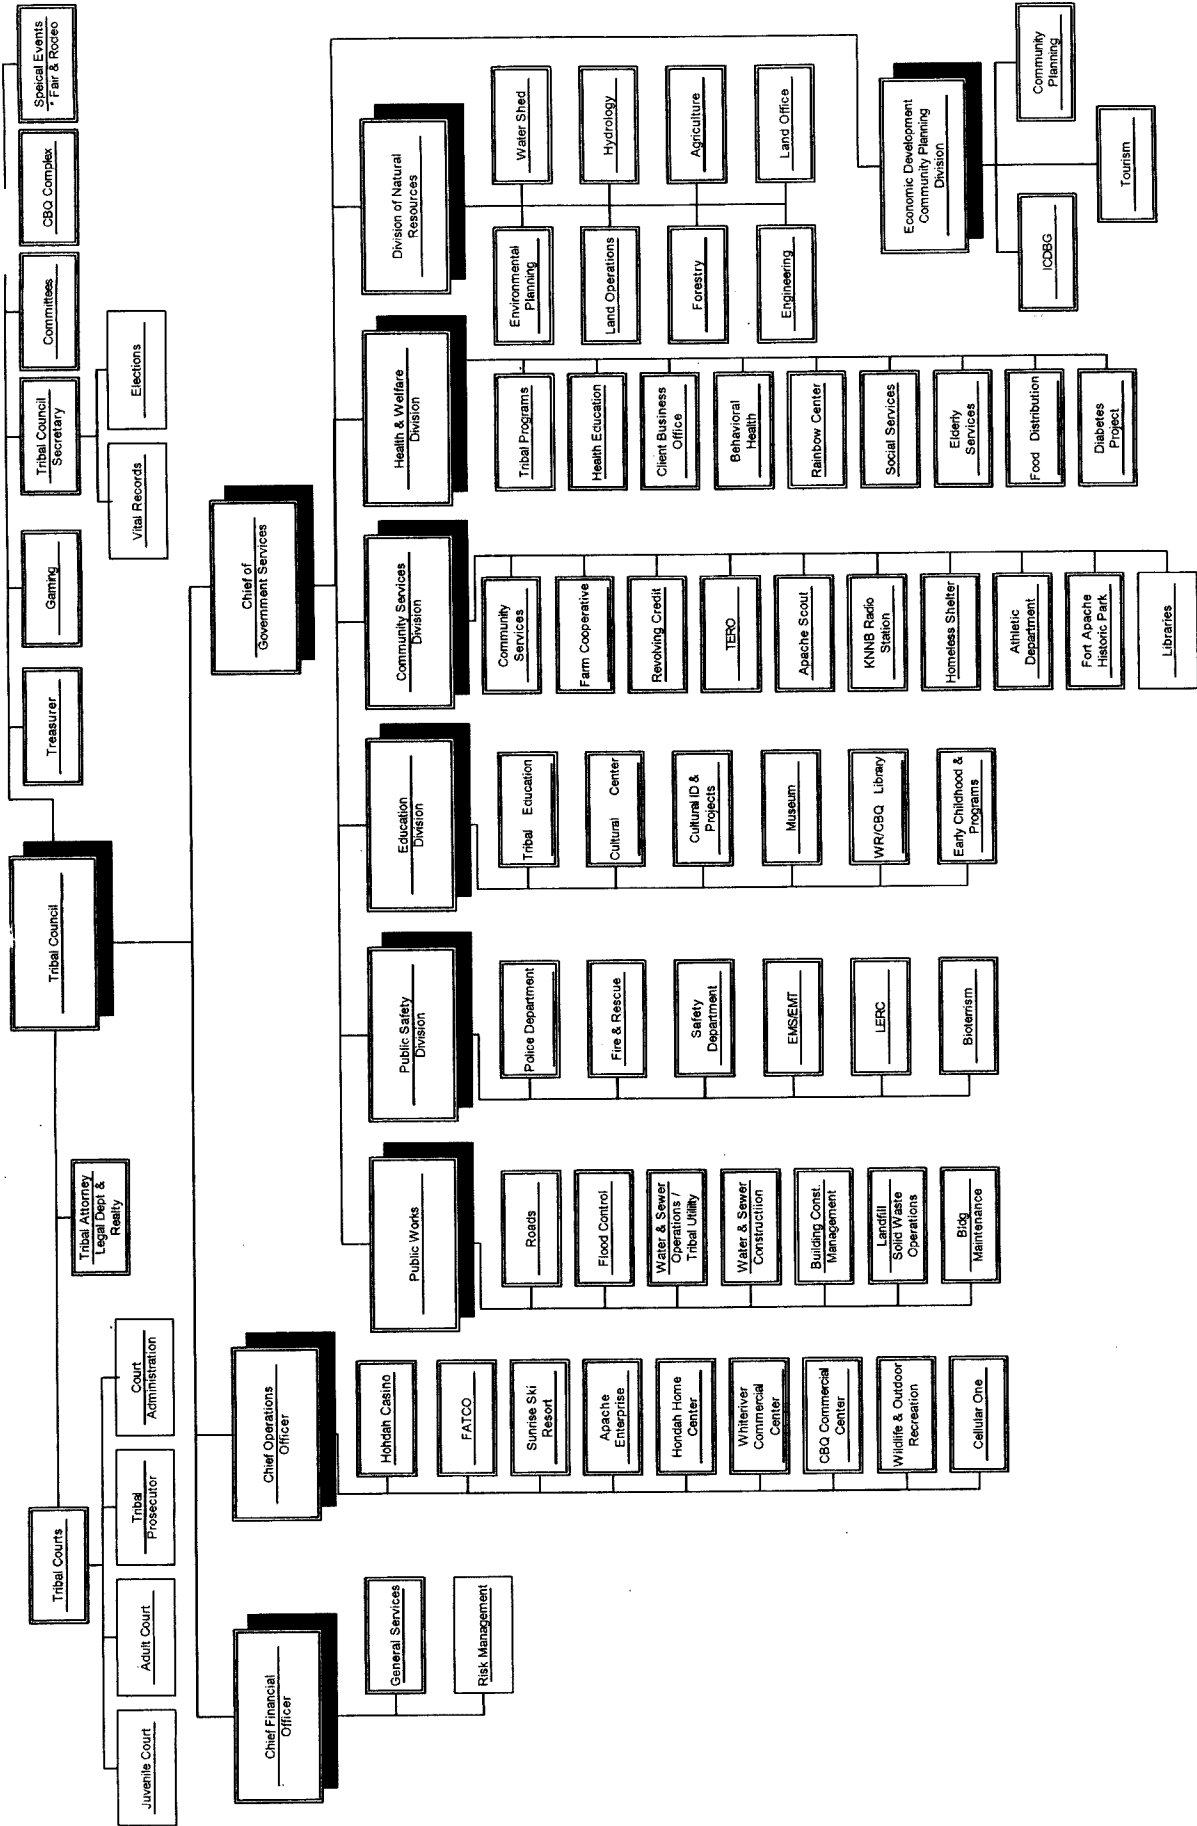 Tribal Council
Tribal Courts
Juvenile Court
Adult Court
Tribal
Prosecutor
Court
Administration
Tribal Attorney
Legal Dept &
Realty
Treasurer
Gaming
Tribal Council
Secretary
Vital Records
Elections
Committees
CBQ Complex
Speical Events
* Fair & Rodeo
Chief Financial
Officer
General Services
Risk Management
Chief Operations
Officer
Hohdah Casino
FATCO
Sunrise Ski
Resort
Apache
Enterprise
Hondah Home
Center
Whiteriver
Commercial
Center
CBQ Commercial
Center
Wildlife & Outdoor
Recreation
Cellular One
Chief of
Government Services
Public Works
Roads
Flood Control
Water & Sewer
Operations /
Tribal Utility
Water & Sewer
Constructiion
Building Const.
Management
Landfill
Solid Waste
Operations
Bldg
Maintenance
Public Safety
Division
Police Department
Fire & Rescue
Safety
Department
EMS/EMT
LERC
Bioterrism
Education
Division
Tribal Education
Cultural Center
Cultural ID &
Projects
Museum
WR/CBQ Library
Early Childhood &
Programs
Community Services
Division
Community
Services
Farm Cooperative
Revolving Credit
TERO
Apache Scout
KNNB Radio
Station
Homeless Shelter
Athletic
Department
Fort Apache
Historic Park
Libraries
Health & Welfare
Division
Tribal Programs
Health Education
Client Business
Office
Behavioral
Health
Rainbow Center
Social Services
Elderly
Services
Food Distribution
Diabetes
Project
Division of Natural
Resources
Environmental
Planning
Water Shed
Land Operations
Hydrology
Forestry
Agriculture
Engineering
Land Office
Economic Development
Community Planning
Division
ICDBG
Community
Planning
Tourism